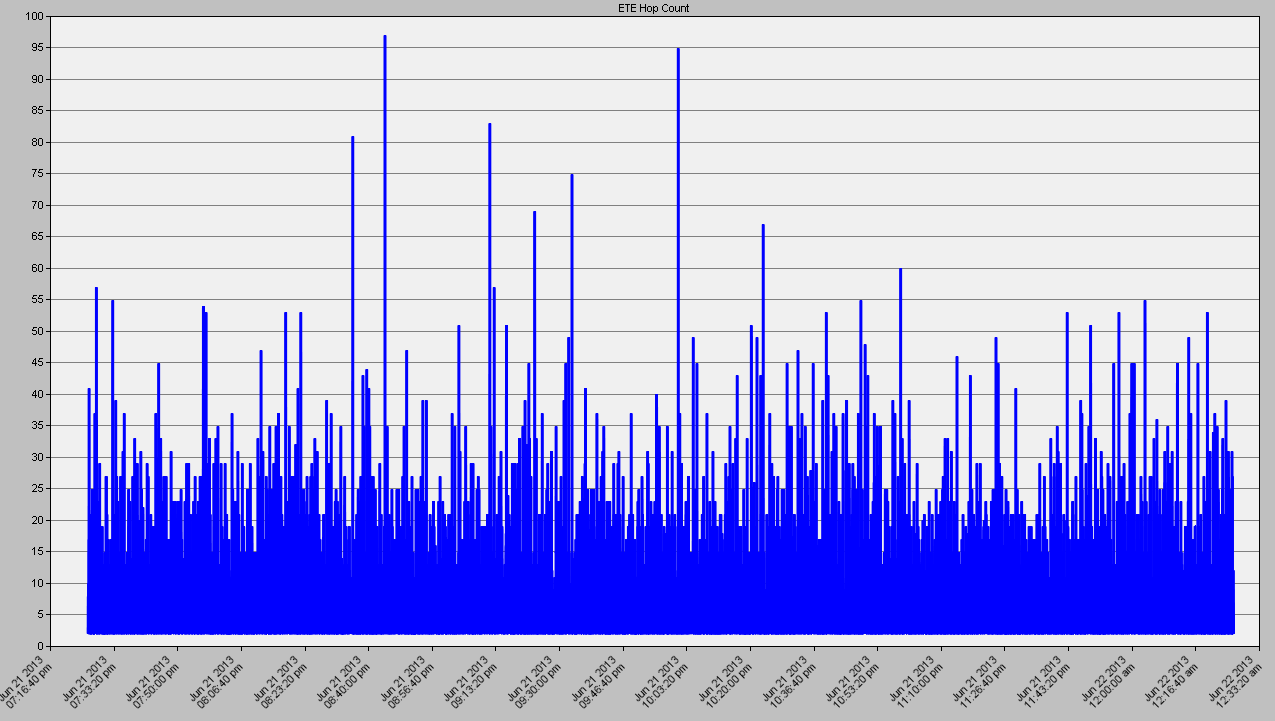 ETE Hop Count
100
95
90
85
80
75
70
65
60
55
50
45
40
35
30
25
20
15
10
5
0
Jun 21 2013
07:16:40 pm
Jun 21 2013
07:33:20 pm
Jun 21 2013
07:50:00 pm
Jun 21 2013
08:06:40 pm
Jun 21 2013
08:23:20 pm
Jun 21 2013
08:40:00 pm
Jun 21 2013
08:56:40 pm
Jun 21 2013
09:13:20 pm
Jun 21 2013
09:30:00 pm
Jun 21 2013
09:46:40 pm
Jun 21 2013
10:03:20 pm
Jun 21 2013
10:20:00 pm
Jun 21 2013
10:36:40 pm
Jun 21 2013
10:53:20 pm
Jun 21 2013
11:10:00 pm
Jun 21 2013
11:26:40 pm
Jun 21 2013
11:43:20 pm
Jun 22 2013
12:00:00 am
Jun 22 2013
12:16:40 am
Jun 22 2013
12:33:20 am